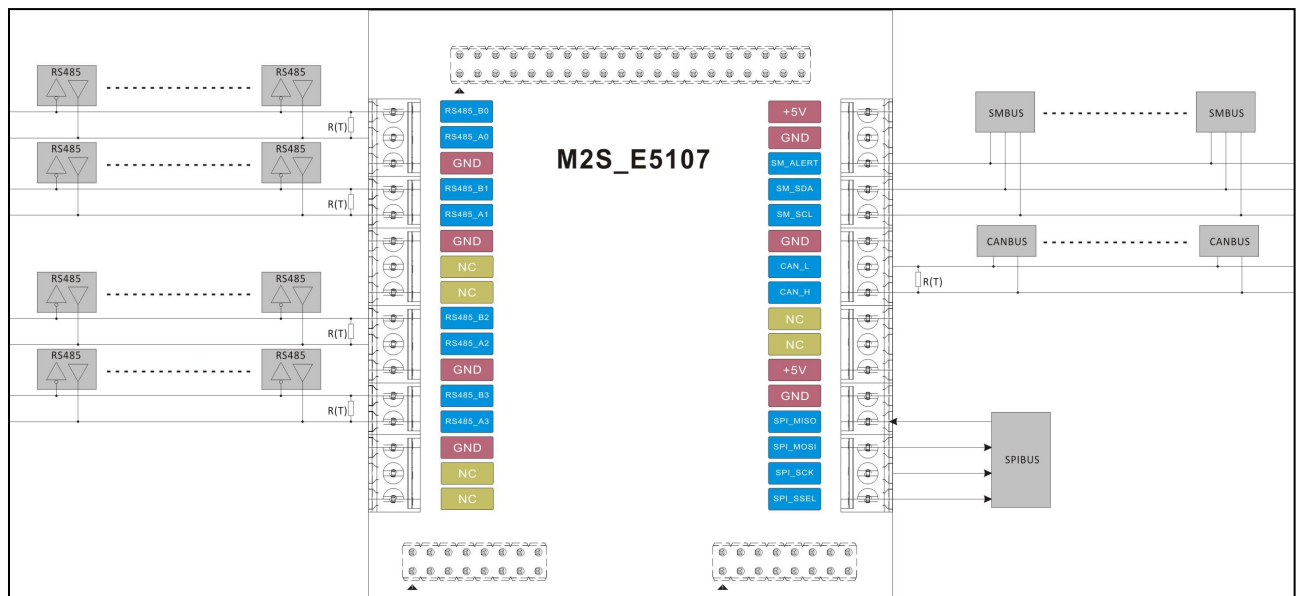 RS485 RS485
R(T)
RS485 RS485
R(T)
RS485 RS485
R(T)
RS485 RS485
R(T)
RS485_B0
RS485_A0
GND
RS485_B1
RS485_A1
GND
NC
NC
RS485_B2
RS485_A2
GND
RS485_B3
RS485_A3
GND
NC
NC
M2S_E5107
+5V
GND
SM_ALERT
SM_SDA
SM_SCL
GND
CAN_L
CAN_H
NC
NC
+5V
GND
SPI_MISO
SPI_MOSI
SPI_SCK
SPI_SSEL
SMBUS SMBUS
CANBUS CANBUS
R(T)
SPIBUS